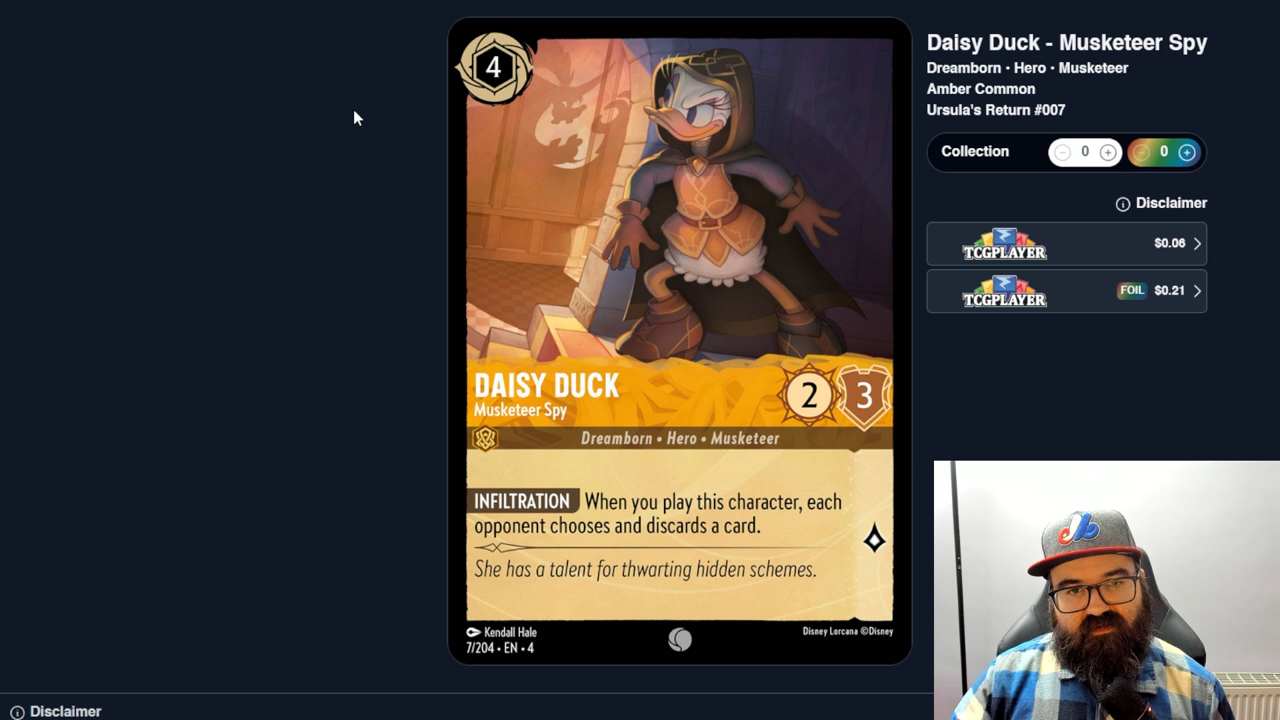 4
DAISY DUCK
Musketeer Spy
2
3
Dreamborn • Hero • Musketeer
INFILTRATION When you play this character, each
opponent chooses and discards a card.
She has a talent for thwarting hidden schemes.
Kendall Hale
7/204 • EN • 4
Disney Lorcana ©Disney
Daisy Duck - Musketeer Spy
Dreamborn • Hero • Musketeer
Amber Common
Ursula's Return #007
Collection
0
0
Disclaimer
TCGPLAYER $0.06
TCGPLAYER FOIL $0.21
Disclaimer